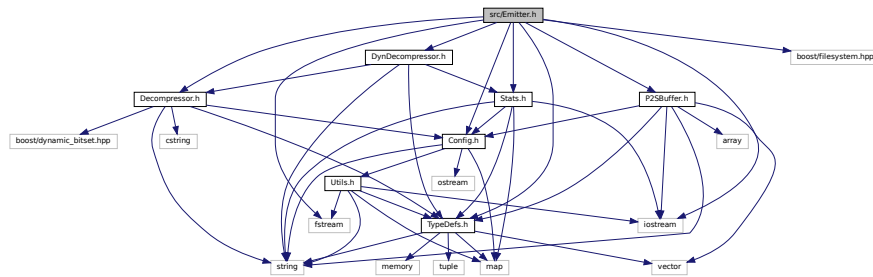 src/Emitter.h
DynDecompressor.h
boost/filesystem.hpp
Decompressor.h
Stats.h
P2SBuffer.h
boost/dynamic_bitset.hpp
cstring
Config.h
array
Utils.h
ostream
fstream
TypeDefs.h
iostream
string
memory
tuple
map
vector